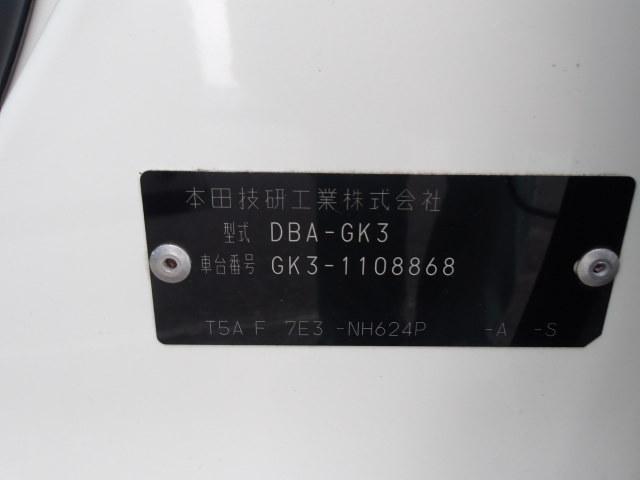 本田技研工業株式会社
型式 DBA-GK3
車台番号 GK3-1108868
T5A F 7E3 -NH624P -A -S